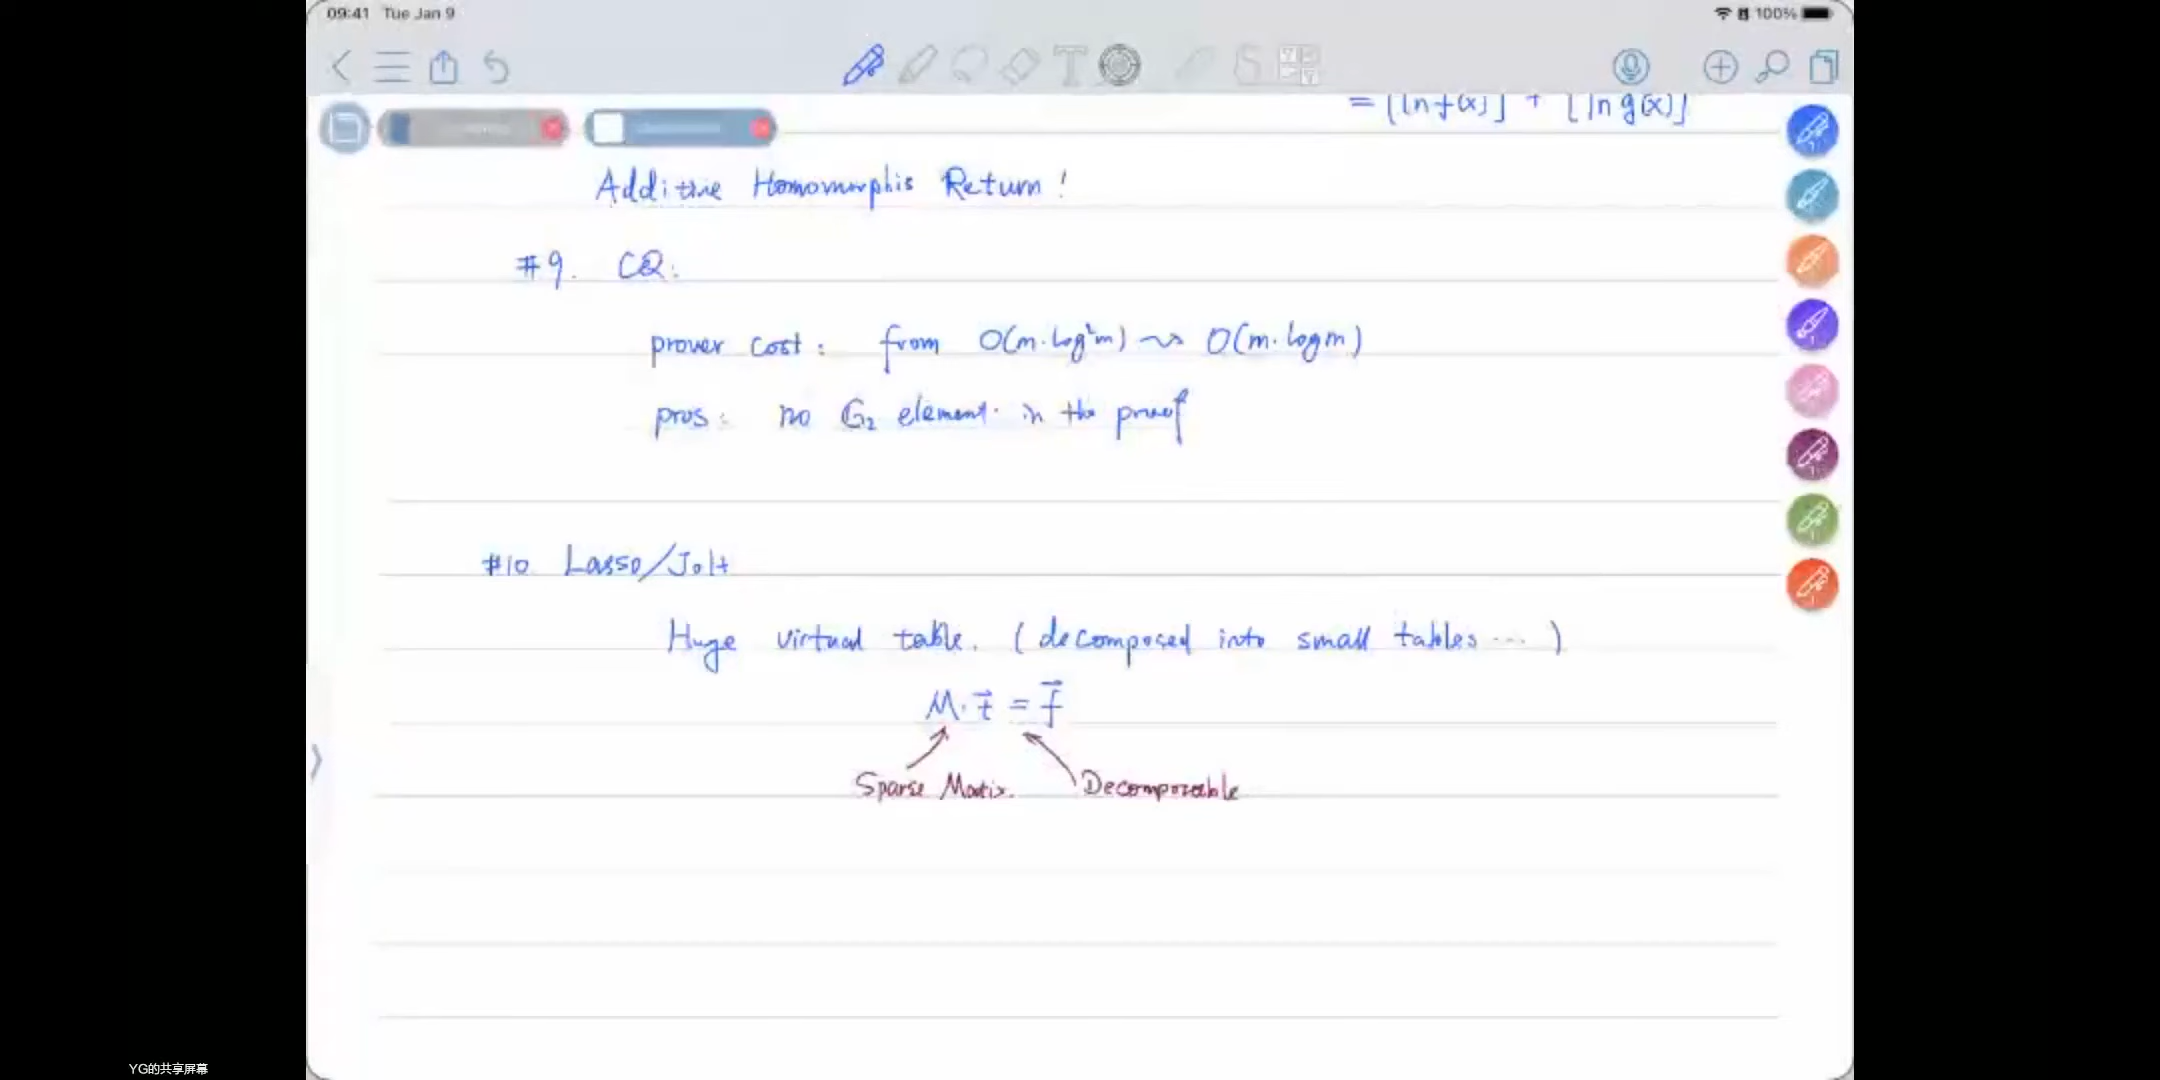 09:41 Tue Jan 9
100%
= [ln f(x)] + [ln g(x)]
Additive Homomorphis Return!
#9. CQ:
prover cost: from O(m·log²m) ⇝ O(m·logm)
pros: no G₂ element in the proof
#10 Lasso/Jolt
Huge virtual table. (decomposed into small tables ...)
M·t⃗ = f⃗
Sparse Matix. Decomposable
YG的共享屏幕